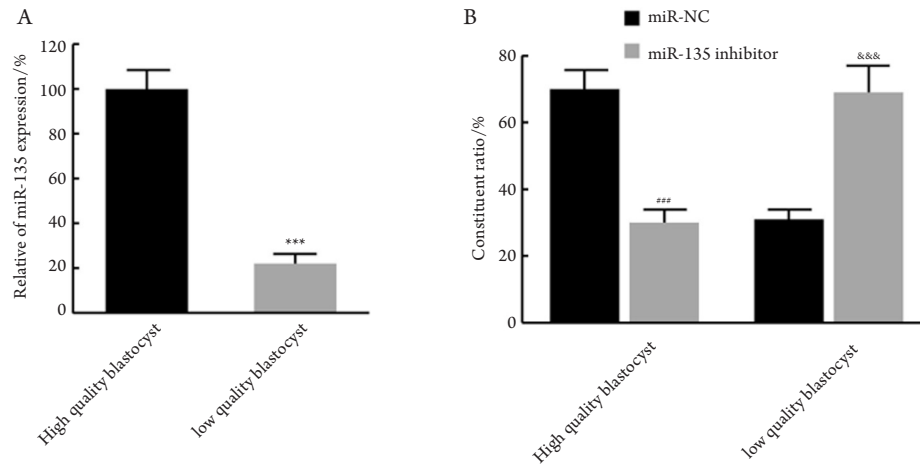 A
Relative of miR-135 expression/%
120
100
80
60
40
20
0
***
High quality blastocyst
low quality blastocyst
B
miR-NC
miR-135 inhibitor
Constituent ratio/%
80
60
40
20
0
###
&&&
High quality blastocyst
low quality blastocyst